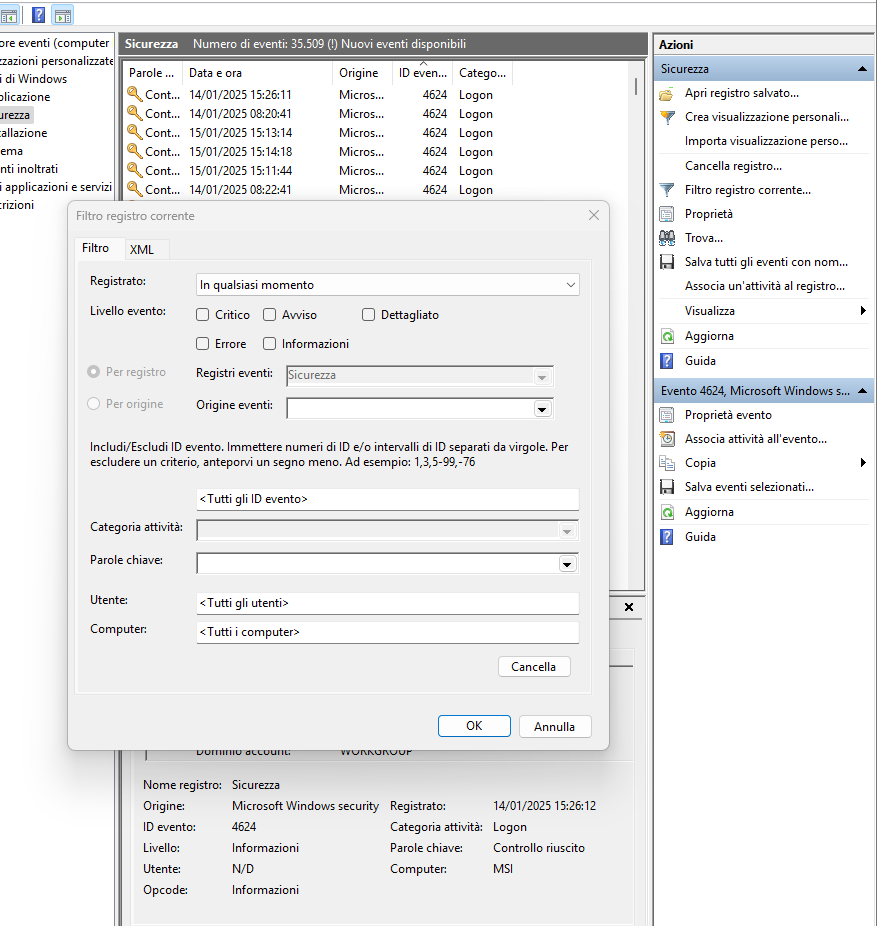 ore eventi (computer
zzazioni personalizzate
i di Windows
plicazione
urezza
tallazione
ema
nti inoltrati
i applicazioni e servizi
crizioni
Sicurezza Numero di eventi: 35.509 (!) Nuovi eventi disponibili
Parole ... Data e ora Origine ID even... Catego...
Cont... 14/01/2025 15:26:11 Micros... 4624 Logon
Cont... 14/01/2025 08:20:41 Micros... 4624 Logon
Cont... 15/01/2025 15:13:14 Micros... 4624 Logon
Cont... 15/01/2025 15:14:18 Micros... 4624 Logon
Cont... 15/01/2025 15:11:44 Micros... 4624 Logon
Cont... 14/01/2025 08:22:41 Micros... 4624 Logon
Filtro registro corrente
Filtro XML
Registrato: In qualsiasi momento
Livello evento: Critico Avviso Dettagliato
Errore Informazioni
Per registro Registri eventi: Sicurezza
Per origine Origine eventi:
Includi/Escludi ID evento. Immettere numeri di ID e/o intervalli di ID separati da virgole. Per
escludere un criterio, anteporvi un segno meno. Ad esempio: 1,3,5-99,-76
<Tutti gli ID evento>
Categoria attività:
Parole chiave:
Utente: <Tutti gli utenti>
Computer: <Tutti i computer>
Cancella
OK Annulla
Dominio account: WORKGROUP
Nome registro: Sicurezza
Origine: Microsoft Windows security Registrato: 14/01/2025 15:26:12
ID evento: 4624 Categoria attività: Logon
Livello: Informazioni Parole chiave: Controllo riuscito
Utente: N/D Computer: MSI
Opcode: Informazioni
Azioni
Sicurezza
Apri registro salvato...
Crea visualizzazione personali...
Importa visualizzazione perso...
Cancella registro...
Filtro registro corrente...
Proprietà
Trova...
Salva tutti gli eventi con nom...
Associa un'attività al registro...
Visualizza
Aggiorna
Guida
Evento 4624, Microsoft Windows s...
Proprietà evento
Associa attività all'evento...
Copia
Salva eventi selezionati...
Aggiorna
Guida